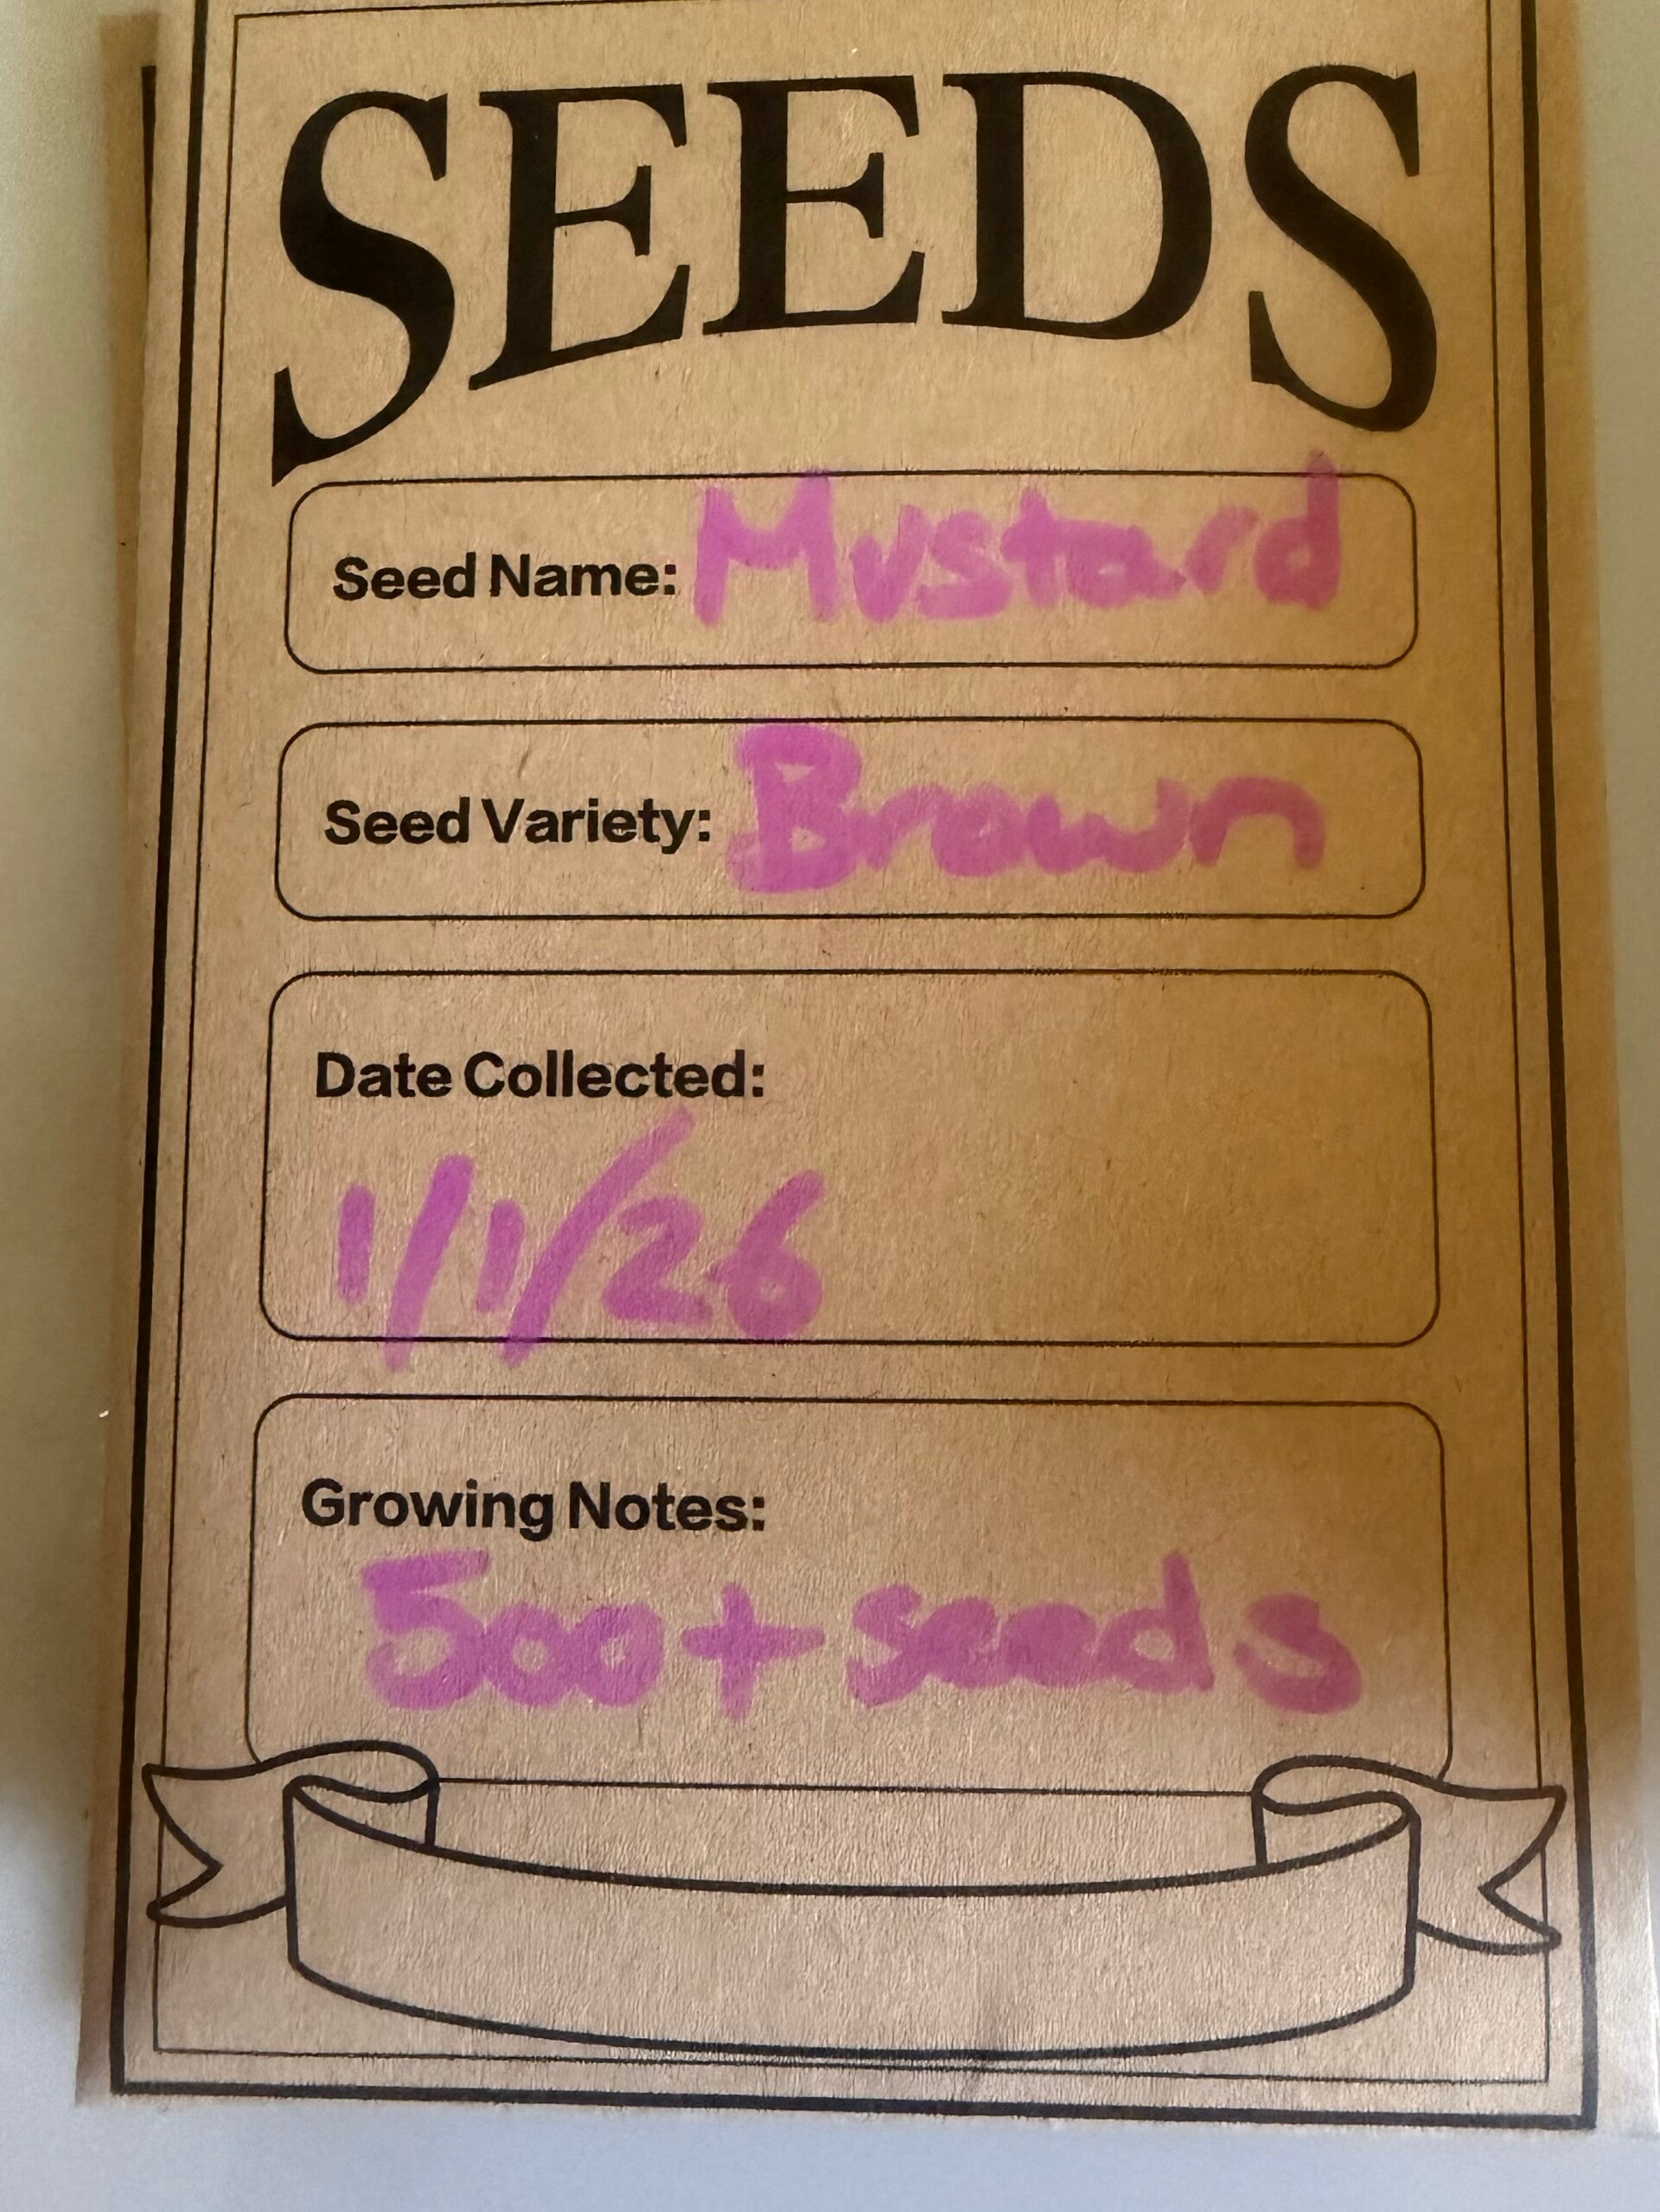 SEEDS
Seed Name: Mustard
Seed Variety: Brown
Date Collected:
1/1/26
Growing Notes:
500+ seeds